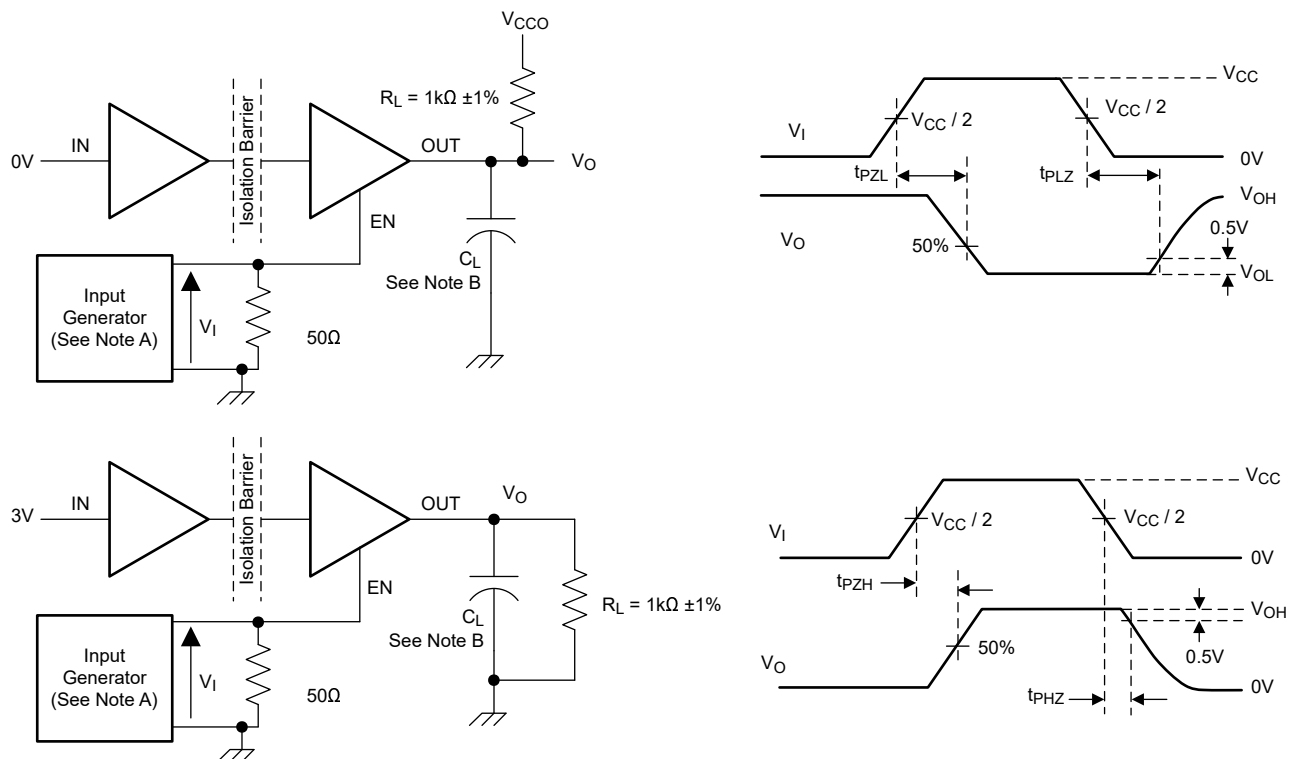 VCCO
RL = 1kΩ ±1%
Isolation Barrier
0V
IN
OUT
VO
EN
CL
See Note B
Input
Generator
(See Note A)
VI
50Ω
VCC
VCC / 2
VCC / 2
VI
0V
tPZL
tPLZ
VOH
0.5V
VO
50%
VOL
Isolation Barrier
3V
IN
OUT
VO
EN
CL
See Note B
RL = 1kΩ ±1%
Input
Generator
(See Note A)
VI
50Ω
VCC
VCC / 2
VCC / 2
VI
0V
tPZH
VOH
0.5V
50%
VO
tPHZ
0V